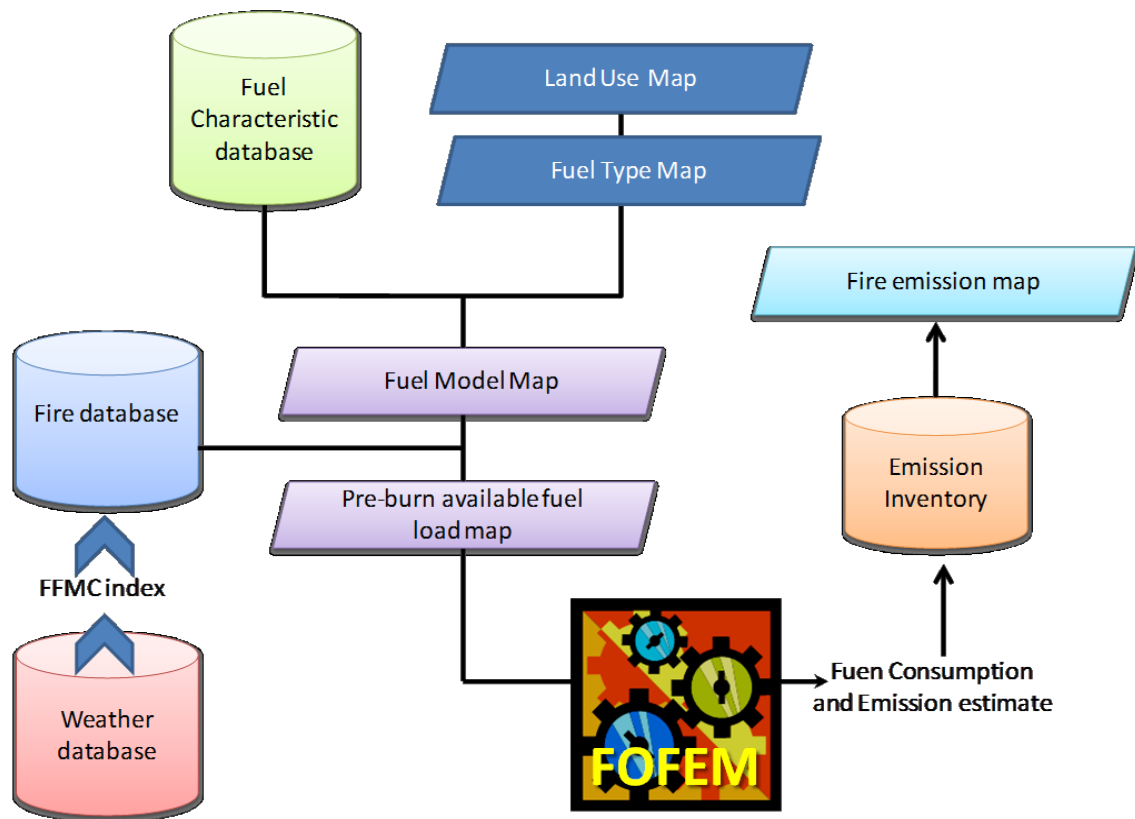 Fuel
Characteristic
database
Land Use Map
Fuel Type Map
Fire emission map
Fuel Model Map
Fire database
Pre-burn available fuel
load map
Emission
Inventory
FFMC index
Weather
database
FOFEM
Fuen Consumption
and Emission estimate